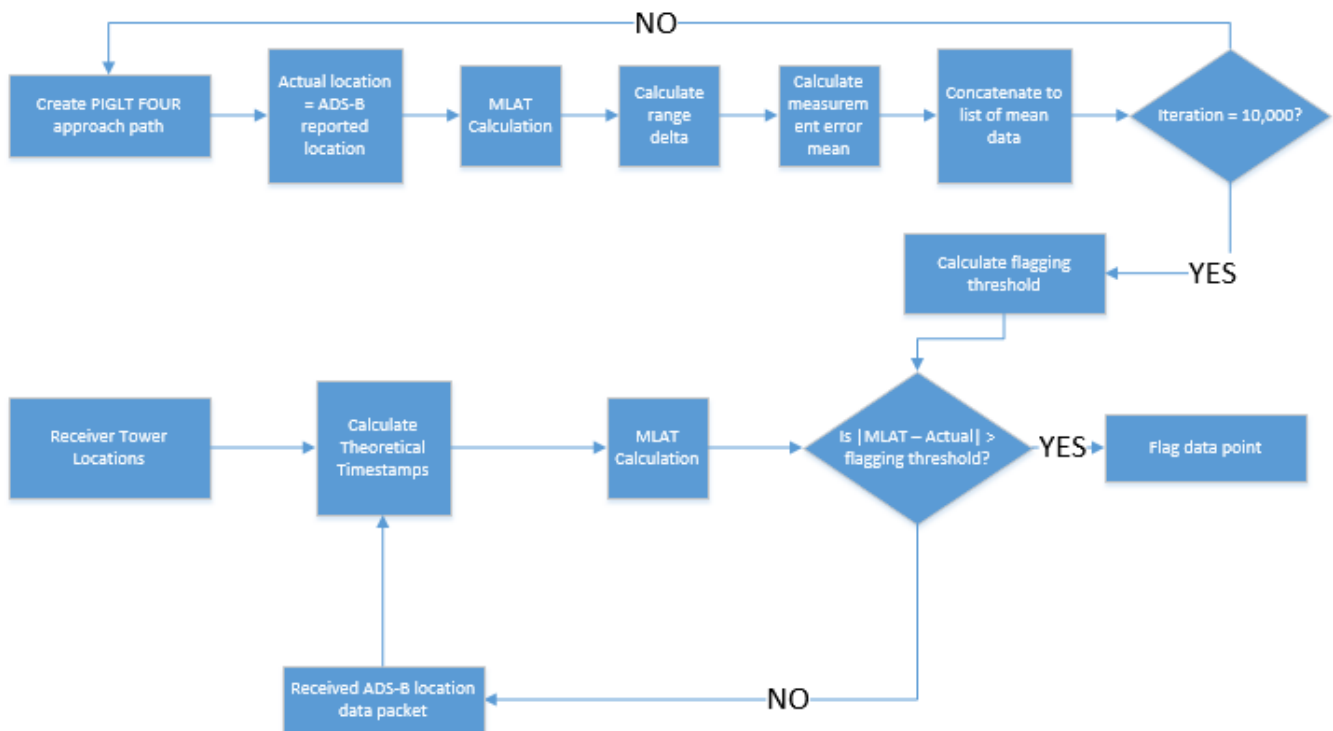 NO
Create PIGLT FOUR
approach path
Actual location
= ADS-B
reported
location
MLAT
Calculation
Calculate
range
delta
Calculate
measurem
ent error
mean
Concatenate to
list of mean
data
Iteration = 10,000?
Calculate flagging
threshold
YES
Receiver Tower
Locations
Calculate
Theoretical
Timestamps
MLAT
Calculation
Is |MLAT – Actual| >
flagging threshold?
YES
Flag data point
Received ADS-B location
data packet
NO